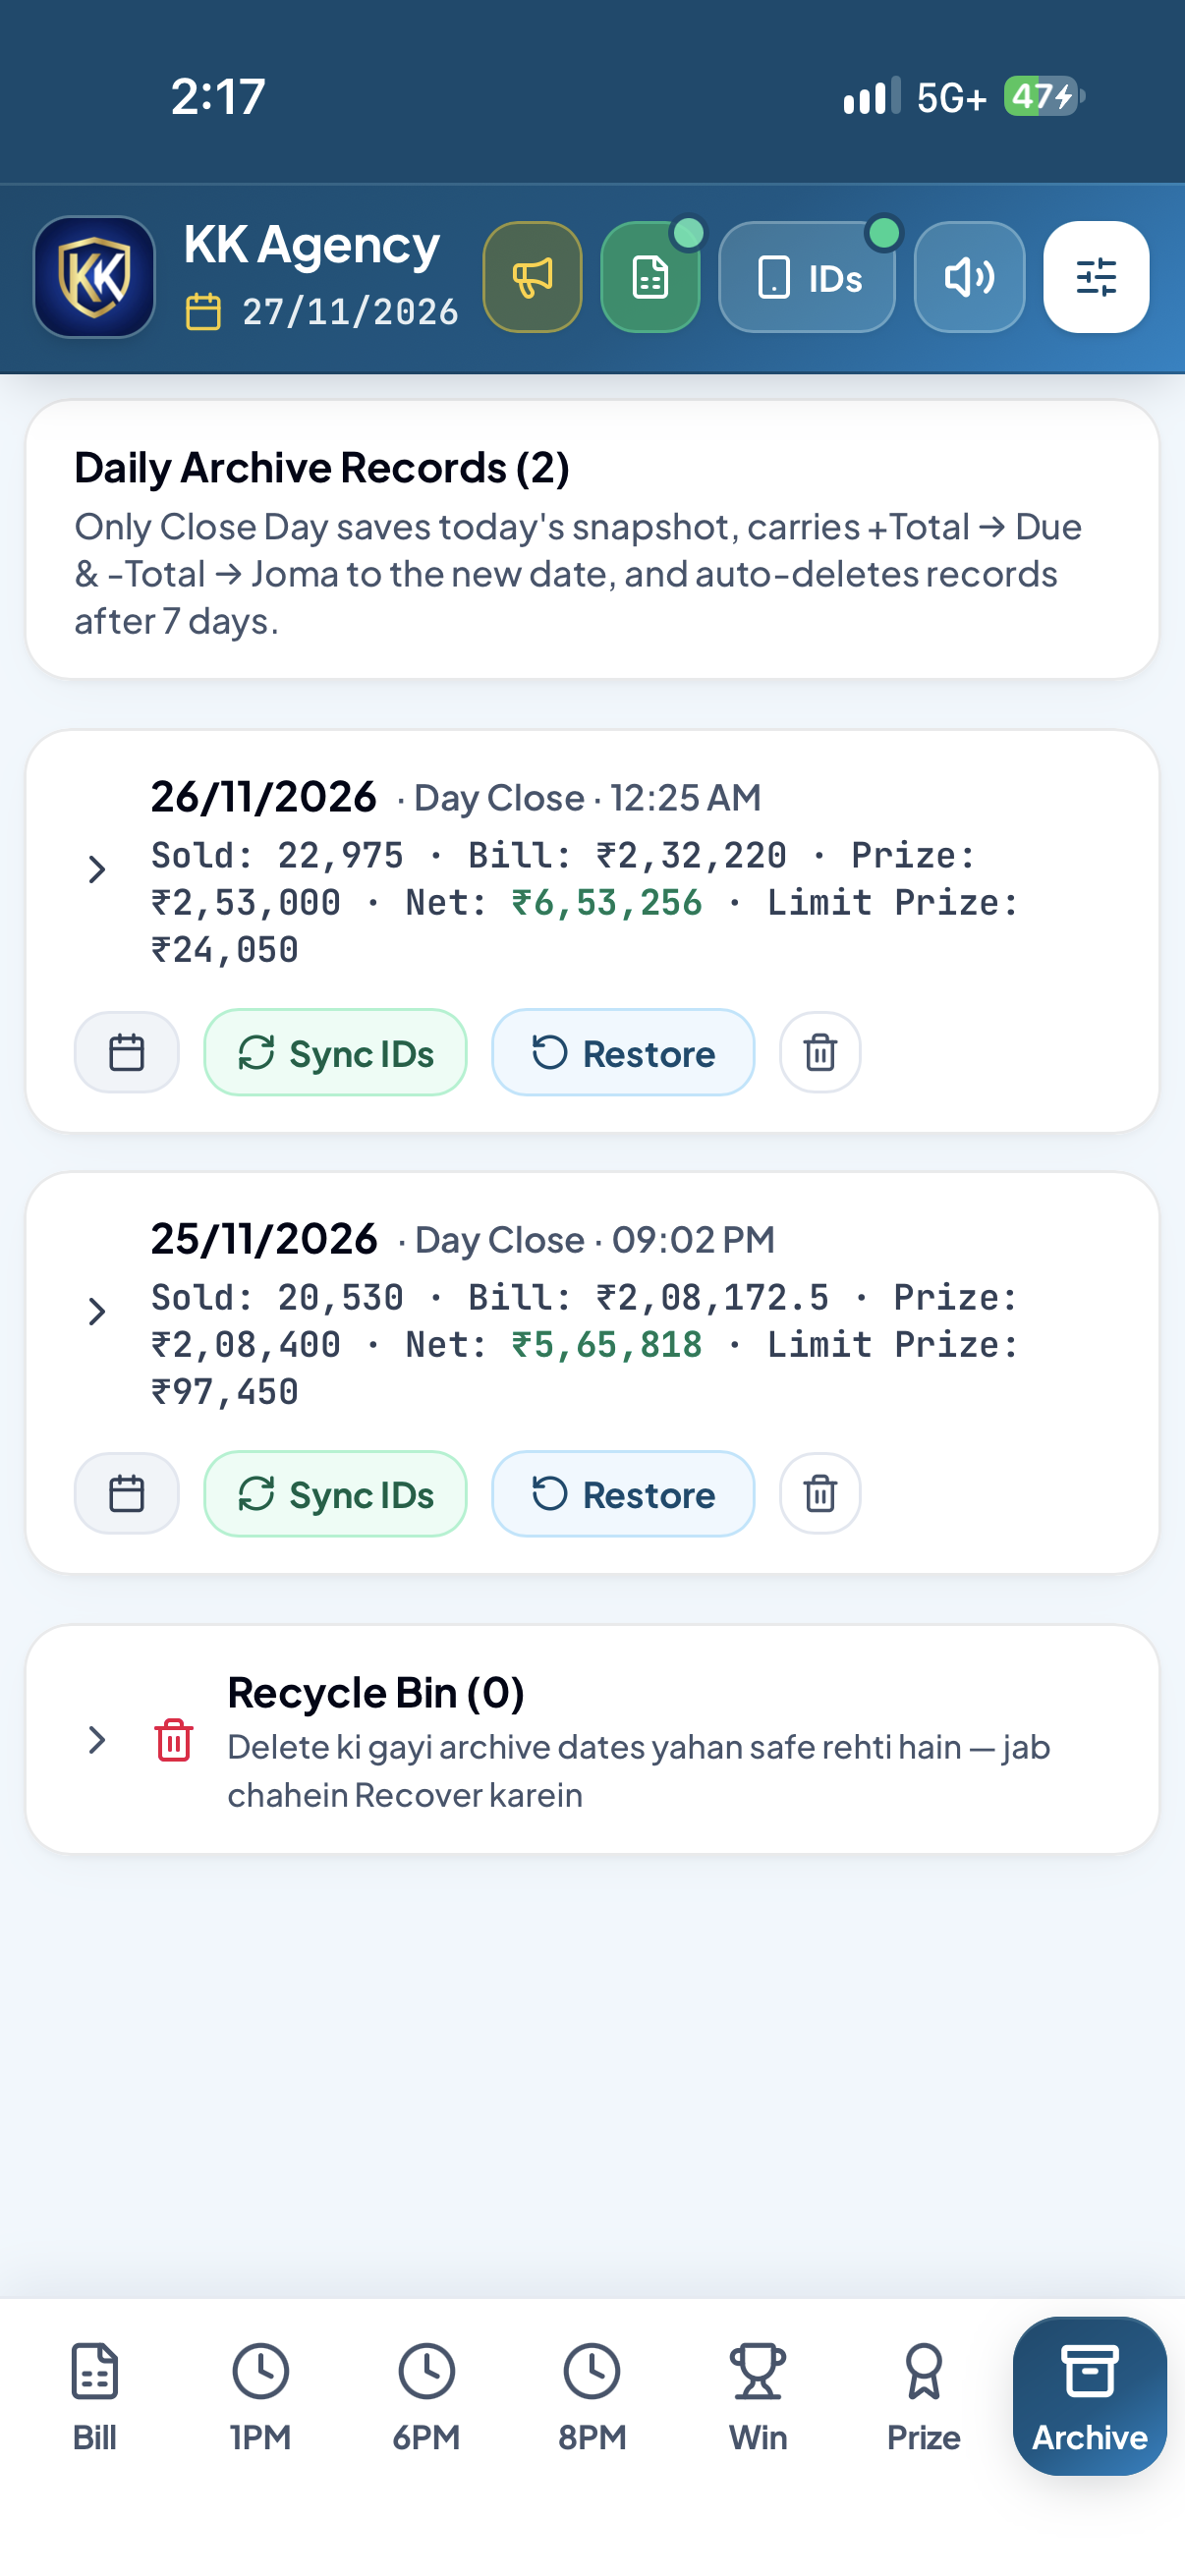 2:17
5G+
47
KK
KK Agency
27/11/2026
IDs
Daily Archive Records (2)
Only Close Day saves today's snapshot, carries +Total → Due
& -Total → Joma to the new date, and auto-deletes records
after 7 days.
26/11/2026 · Day Close · 12:25 AM
Sold: 22,975 · Bill: ₹2,32,220 · Prize:
₹2,53,000 · Net: ₹6,53,256 · Limit Prize:
₹24,050
Sync IDs
Restore
25/11/2026 · Day Close · 09:02 PM
Sold: 20,530 · Bill: ₹2,08,172.5 · Prize:
₹2,08,400 · Net: ₹5,65,818 · Limit Prize:
₹97,450
Sync IDs
Restore
Recycle Bin (0)
Delete ki gayi archive dates yahan safe rehti hain — jab
chahein Recover karein
Bill
1PM
6PM
8PM
Win
Prize
Archive